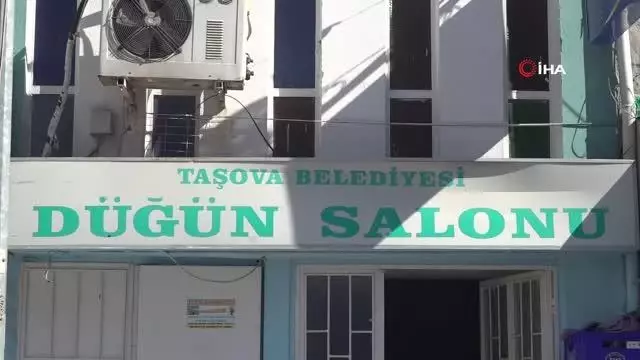 İHA
TAŞOVA BELEDİYESİ
DÜĞÜN SALONU